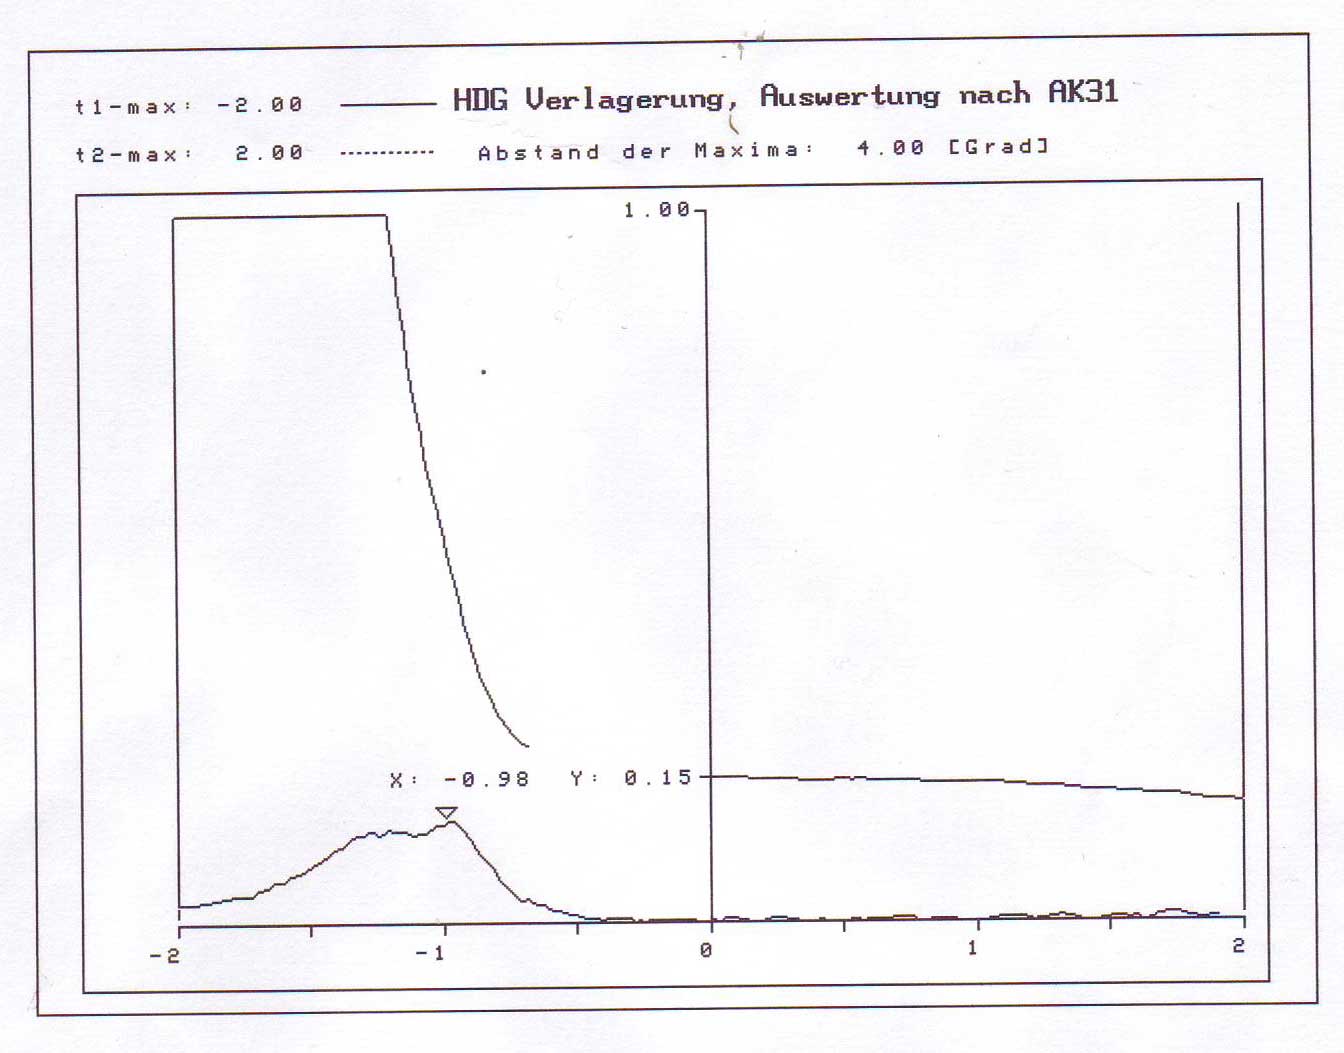 t1-max: -2.00 HDG Verlagerung, Auswertung nach AK31
t2-max: 2.00 Abstand der Maxima: 4.00 [Grad]
1.00
X: -0.98 Y: 0.15
-2 -1 0 1 2